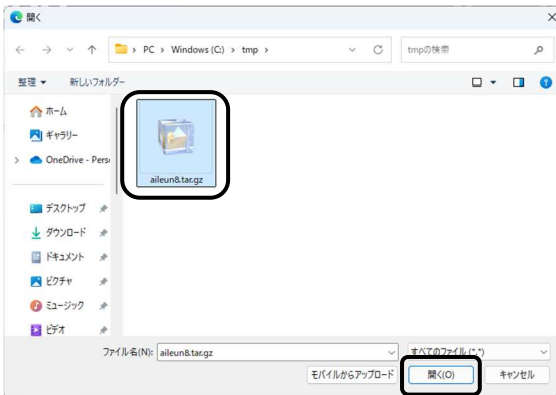 開く
PC > Windows (C:) > tmp >
tmpの検索
整理
新しいフォルダー
ホーム
ギャラリー
OneDrive - Perso
デスクトップ
ダウンロード
ドキュメント
ピクチャ
ミュージック
ビデオ
aileun8.tar.gz
ファイル名(N):
aileun8.tar.gz
すべてのファイル (*.*)
モバイルからアップロード
開く(O)
キャンセル